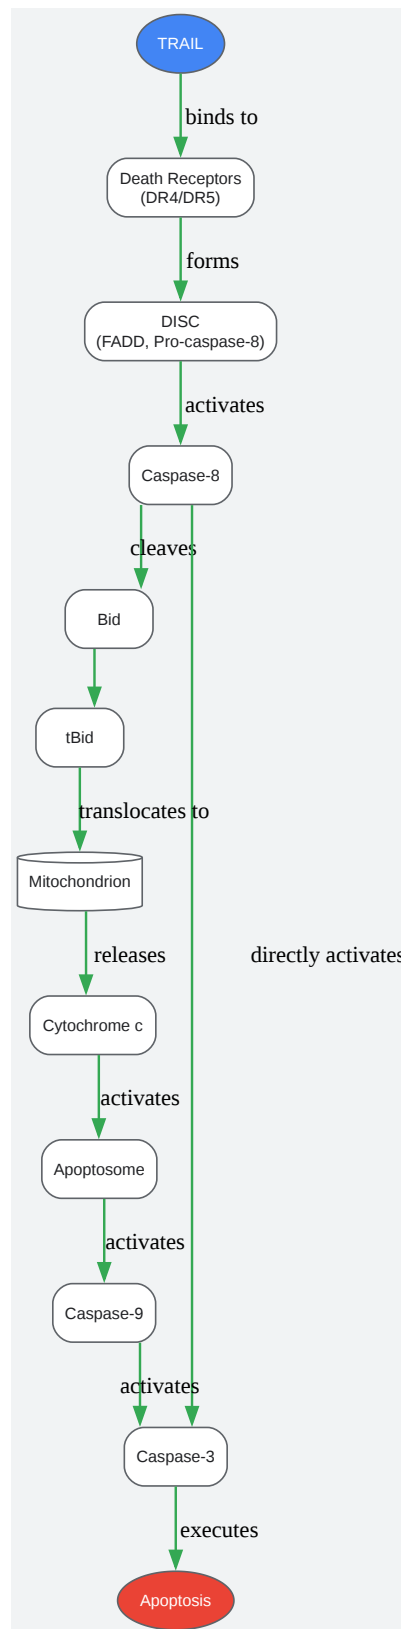 TRAIL
binds to
Death Receptors
(DR4/DR5)
forms
DISC
(FADD, Pro-caspase-8)
activates
Caspase-8
cleaves
Bid
tBid
translocates to
Mitochondrion
releases
directly activates
Cytochrome c
activates
Apoptosome
activates
Caspase-9
activates
Caspase-3
executes
Apoptosis